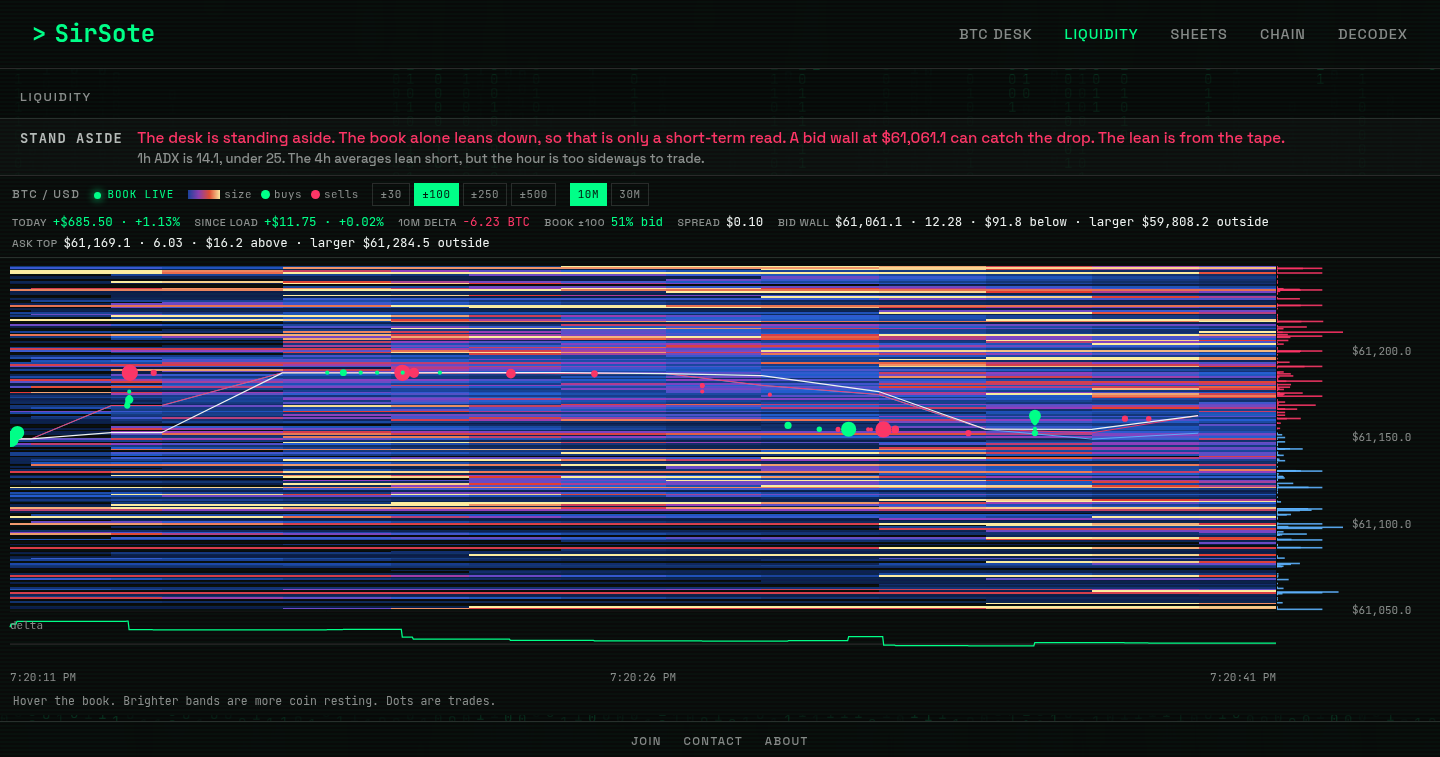 > SirSote
BTC DESK LIQUIDITY SHEETS CHAIN DECODEX
LIQUIDITY
STAND ASIDE The desk is standing aside. The book alone leans down, so that is only a short-term read. A bid wall at $61,061.1 can catch the drop. The lean is from the tape.
1h ADX is 14.1, under 25. The 4h averages lean short, but the hour is too sideways to trade.
BTC / USD BOOK LIVE size buys sells ±30 ±100 ±250 ±500 10M 30M
TODAY +$685.50 · +1.13% SINCE LOAD +$11.75 · +0.02% 10M DELTA -6.23 BTC BOOK ±100 51% bid SPREAD $0.10 BID WALL $61,061.1 · 12.28 · $91.8 below · larger $59,808.2 outside
ASK TOP $61,169.1 · 6.03 · $16.2 above · larger $61,284.5 outside
$61,200.0
$61,150.0
$61,100.0
$61,050.0
delta
7:20:11 PM 7:20:26 PM 7:20:41 PM
Hover the book. Brighter bands are more coin resting. Dots are trades.
JOIN CONTACT ABOUT